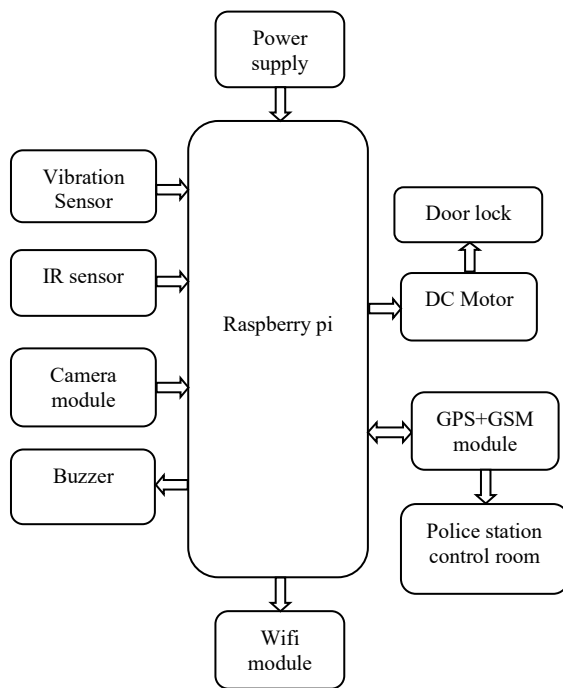 Power
supply
Vibration
Sensor
Door lock
IR sensor
DC Motor
Raspberry pi
Camera
module
GPS+GSM
module
Buzzer
Police station
control room
Wifi
module